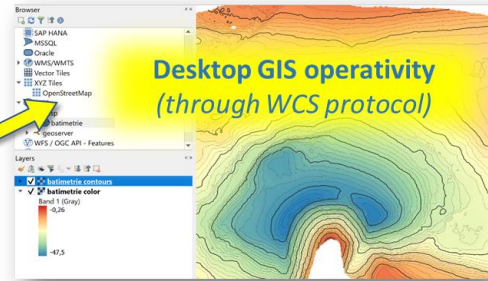 Browser
SAP HANA
MSSQL
Oracle
WMS/WMTS
Vector Tiles
XYZ Tiles
OpenStreetMap
batimetrie
geoserver
WFS / OGC API - Features
Layers
batimetrie contours
batimetrie color
Band 1 (Gray)
-0,26
-47,5
Desktop GIS operativity
(through WCS protocol)